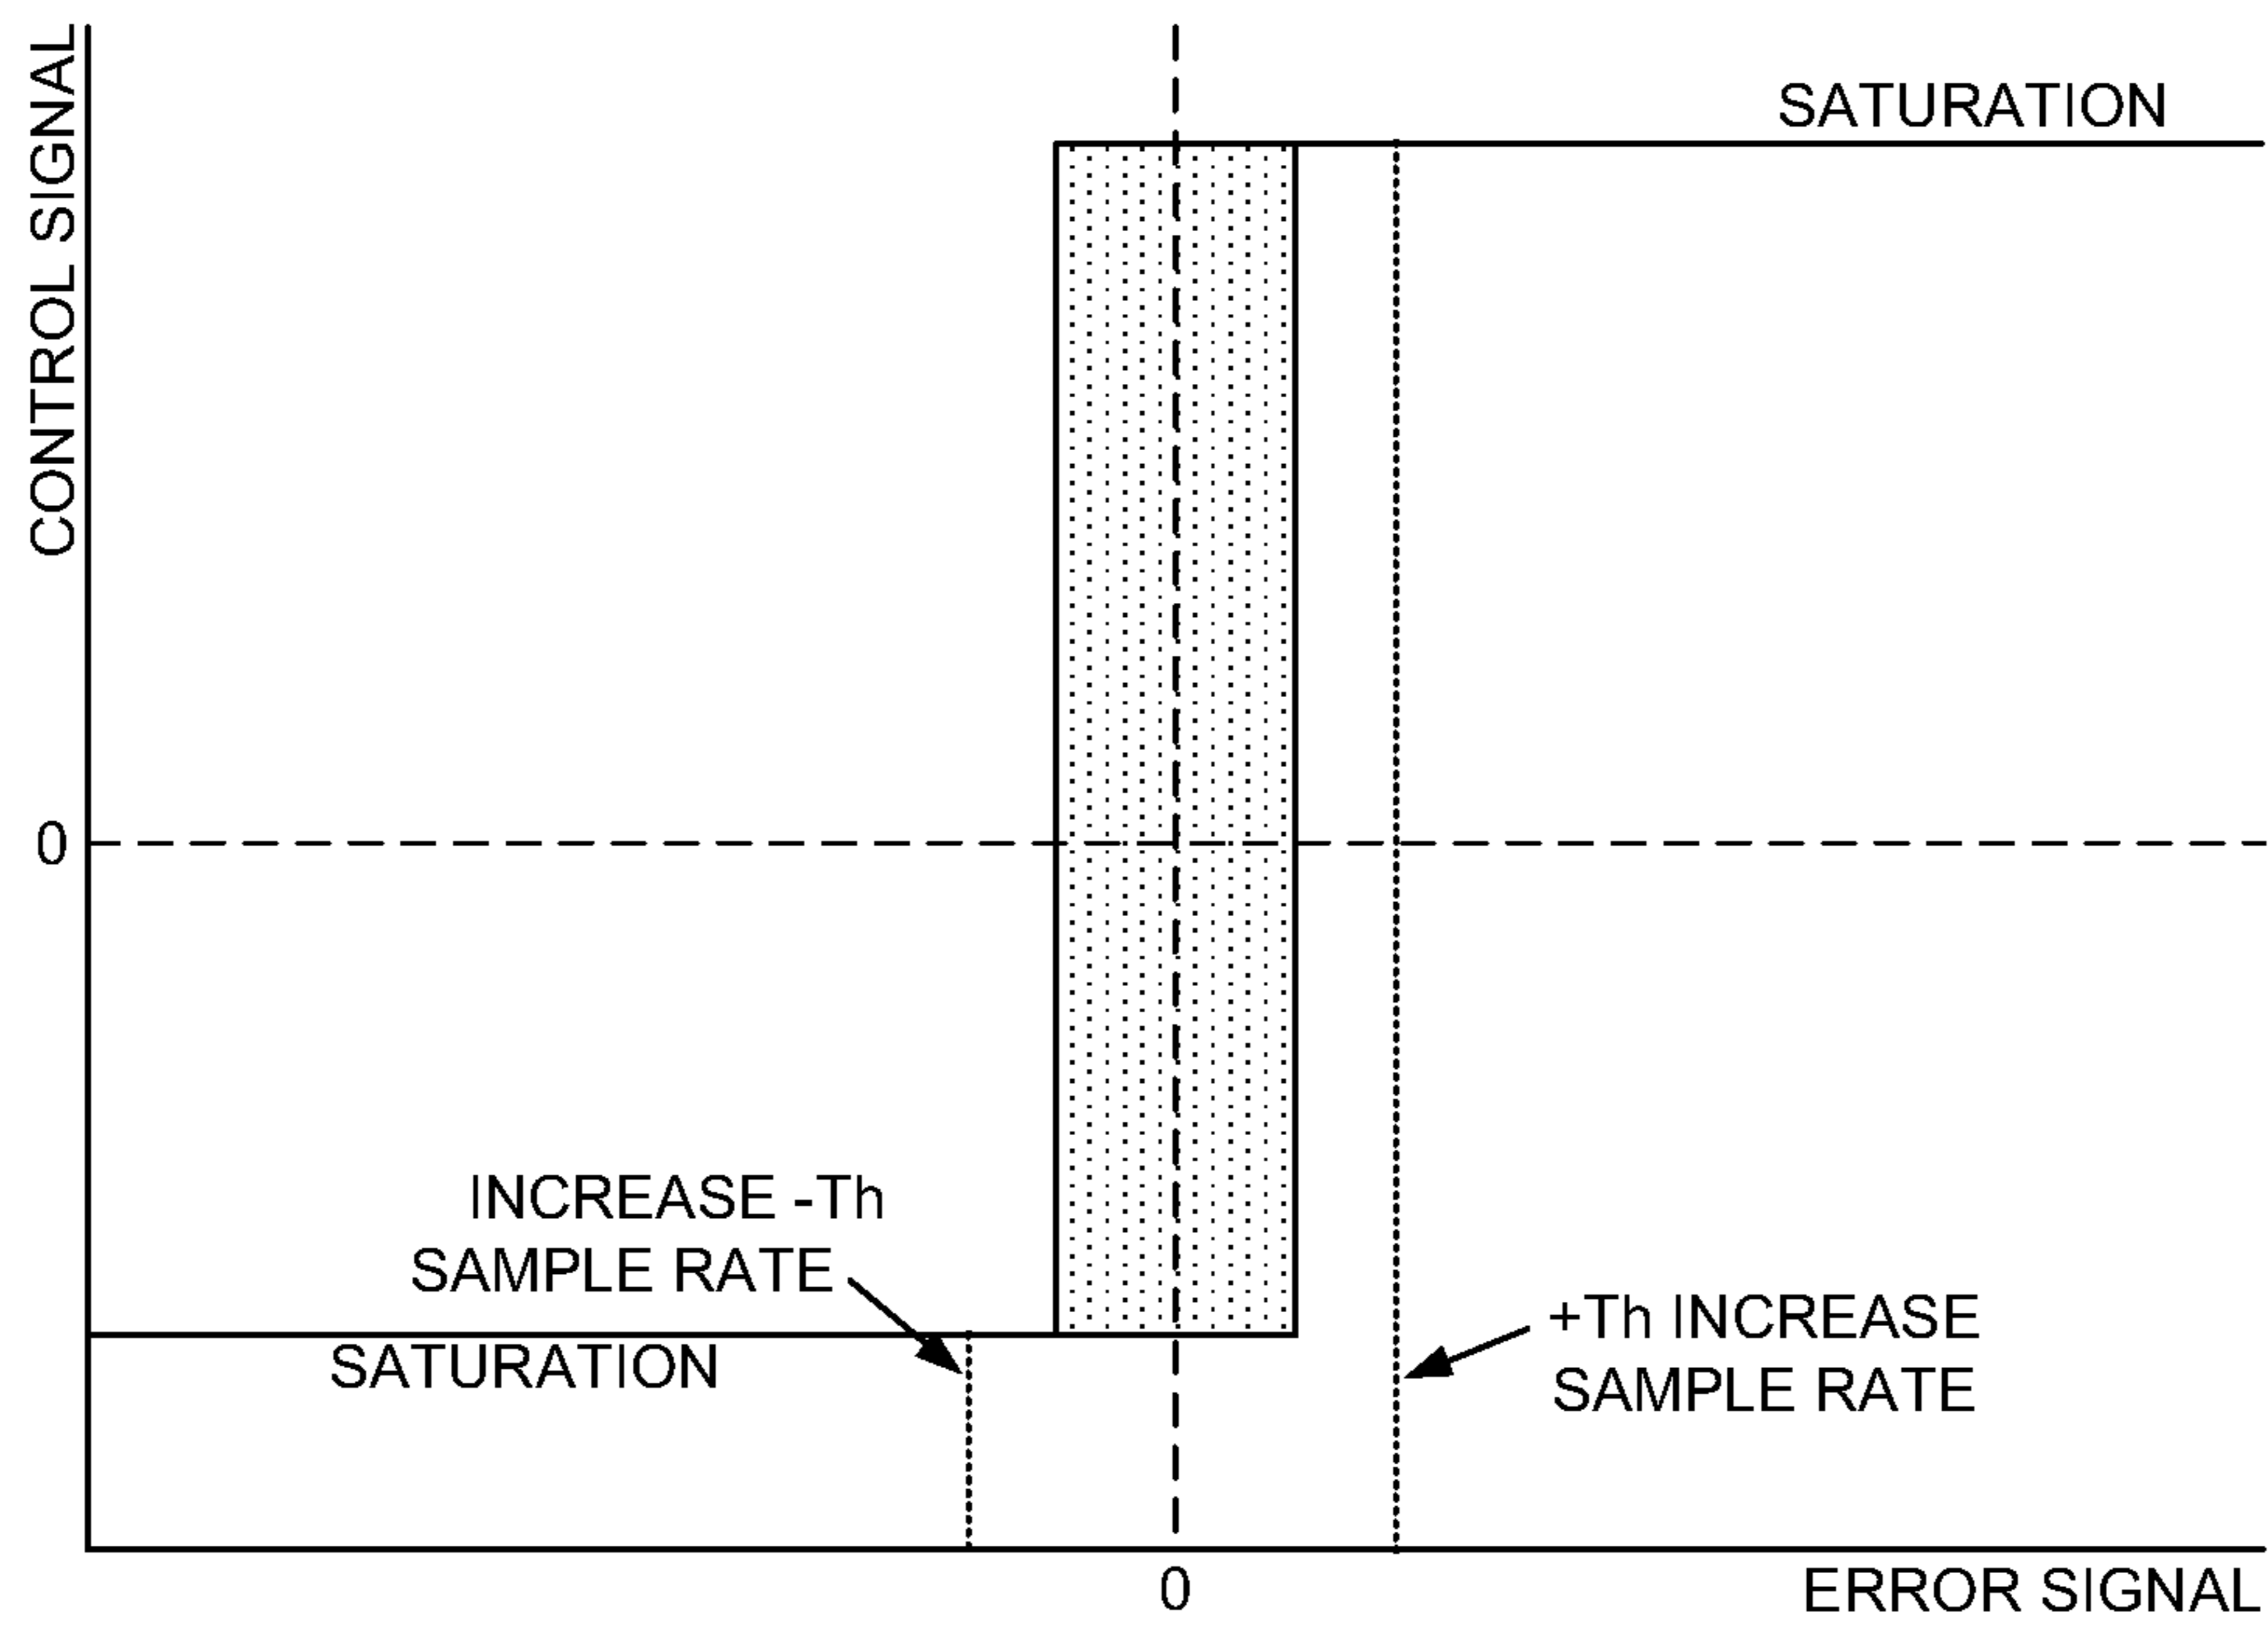 CONTROL SIGNAL
SATURATION
0
INCREASE -Th
SAMPLE RATE
SATURATION
+Th INCREASE
SAMPLE RATE
0
ERROR SIGNAL